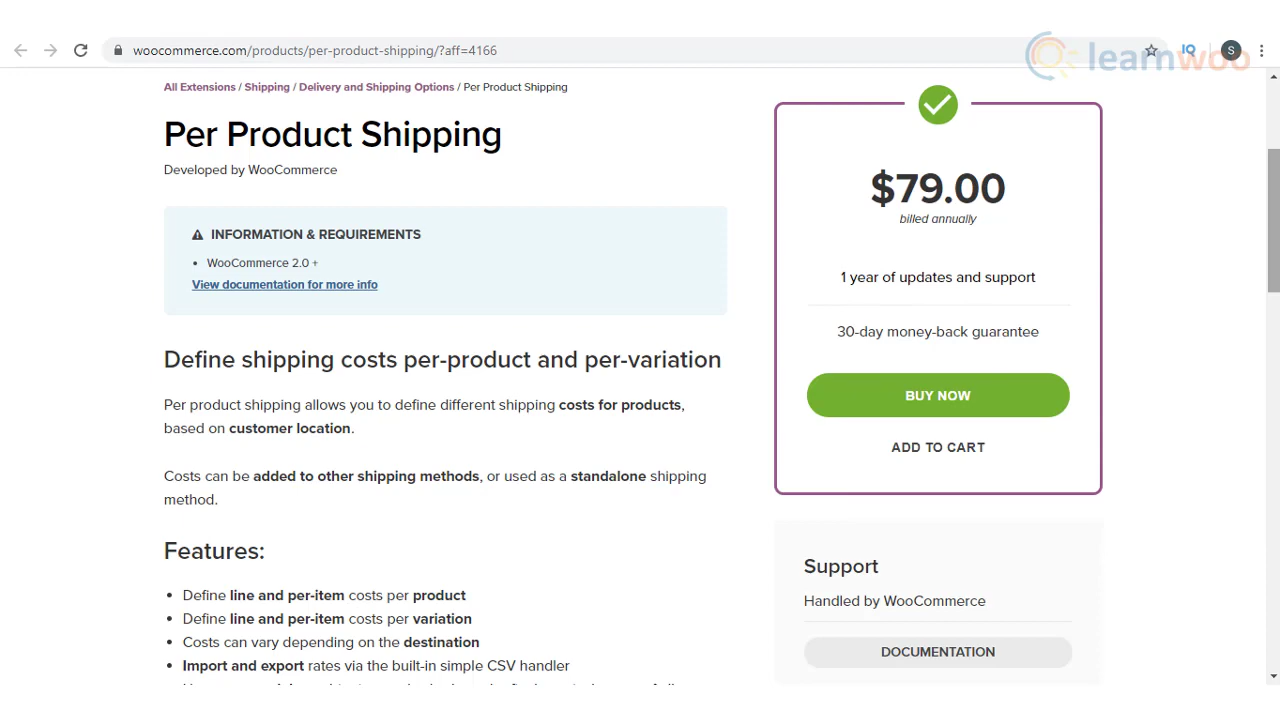 woocommerce.com/products/per-product-shipping/?aff=4166
IQ
S
learnwoo
All Extensions / Shipping / Delivery and Shipping Options / Per Product Shipping
Per Product Shipping
Developed by WooCommerce
INFORMATION & REQUIREMENTS
• WooCommerce 2.0 +
View documentation for more info
Define shipping costs per-product and per-variation
Per product shipping allows you to define different shipping costs for products,
based on customer location.
Costs can be added to other shipping methods, or used as a standalone shipping
method.
Features:
• Define line and per-item costs per product
• Define line and per-item costs per variation
• Costs can vary depending on the destination
• Import and export rates via the built-in simple CSV handler
$79.00
billed annually
1 year of updates and support
30-day money-back guarantee
BUY NOW
ADD TO CART
Support
Handled by WooCommerce
DOCUMENTATION